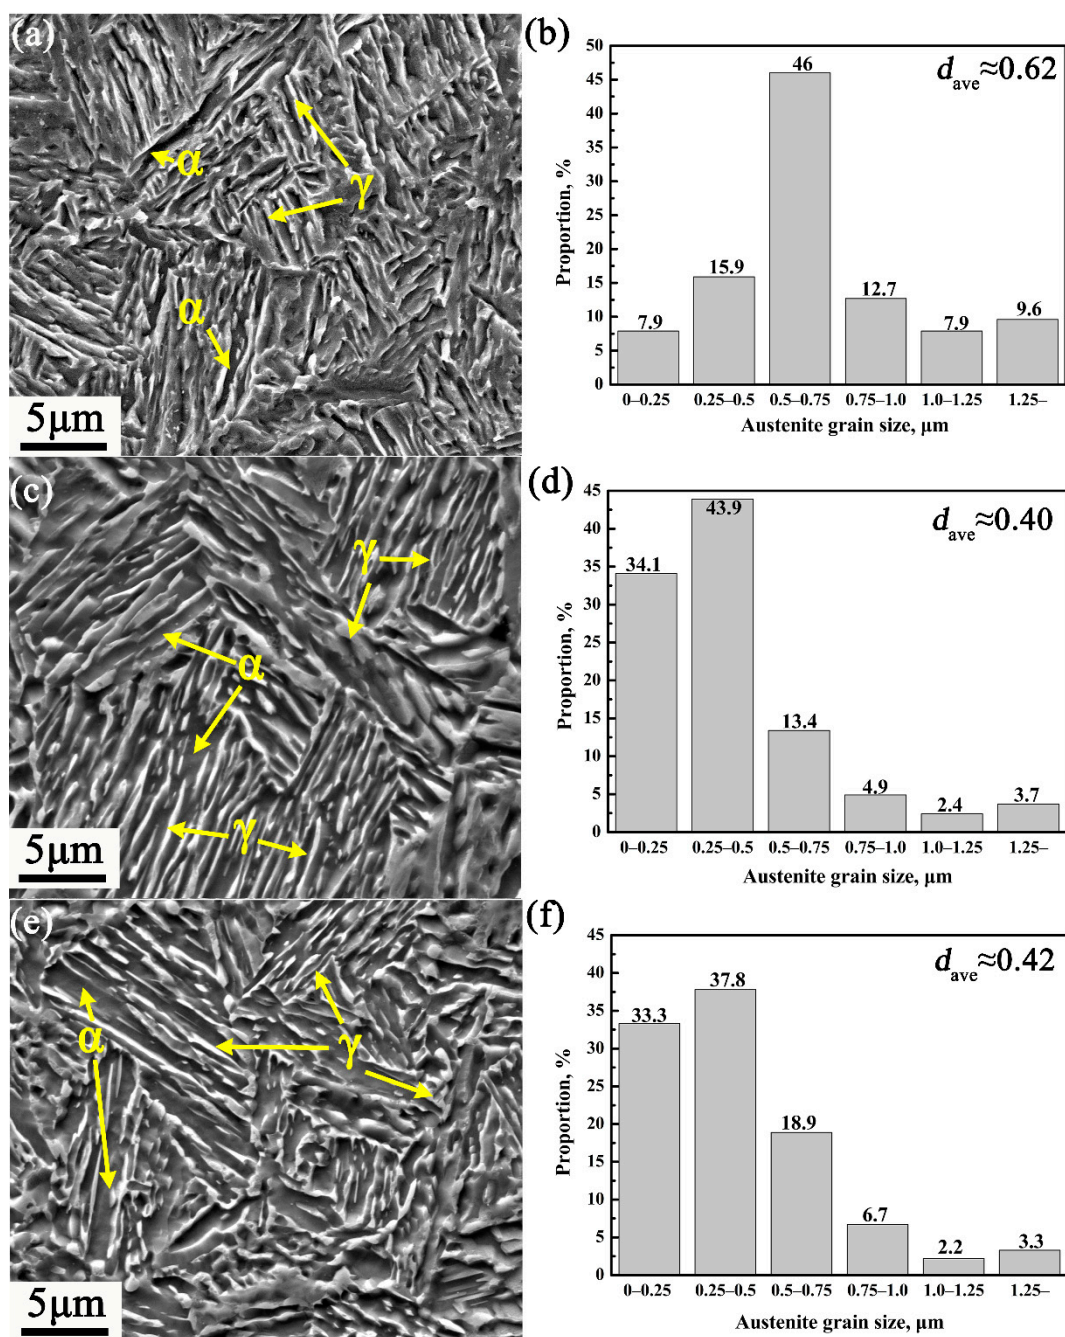 (a)
α
γ
α
5μm
(b)
d_ave≈0.62
Proportion, %
50
45
40
35
30
25
20
15
10
5
0
7.9
15.9
46
12.7
7.9
9.6
0–0.25 0.25–0.5 0.5–0.75 0.75–1.0 1.0–1.25 1.25–
Austenite grain size, μm
(c)
γ
α
γ
5μm
(d)
d_ave≈0.40
Proportion, %
45
40
35
30
25
20
15
10
5
0
34.1
43.9
13.4
4.9
2.4
3.7
0–0.25 0.25–0.5 0.5–0.75 0.75–1.0 1.0–1.25 1.25–
Austenite grain size, μm
(e)
α
γ
5μm
(f)
d_ave≈0.42
Proportion, %
45
40
35
30
25
20
15
10
5
0
33.3
37.8
18.9
6.7
2.2
3.3
0–0.25 0.25–0.5 0.5–0.75 0.75–1.0 1.0–1.25 1.25–
Austenite grain size, μm